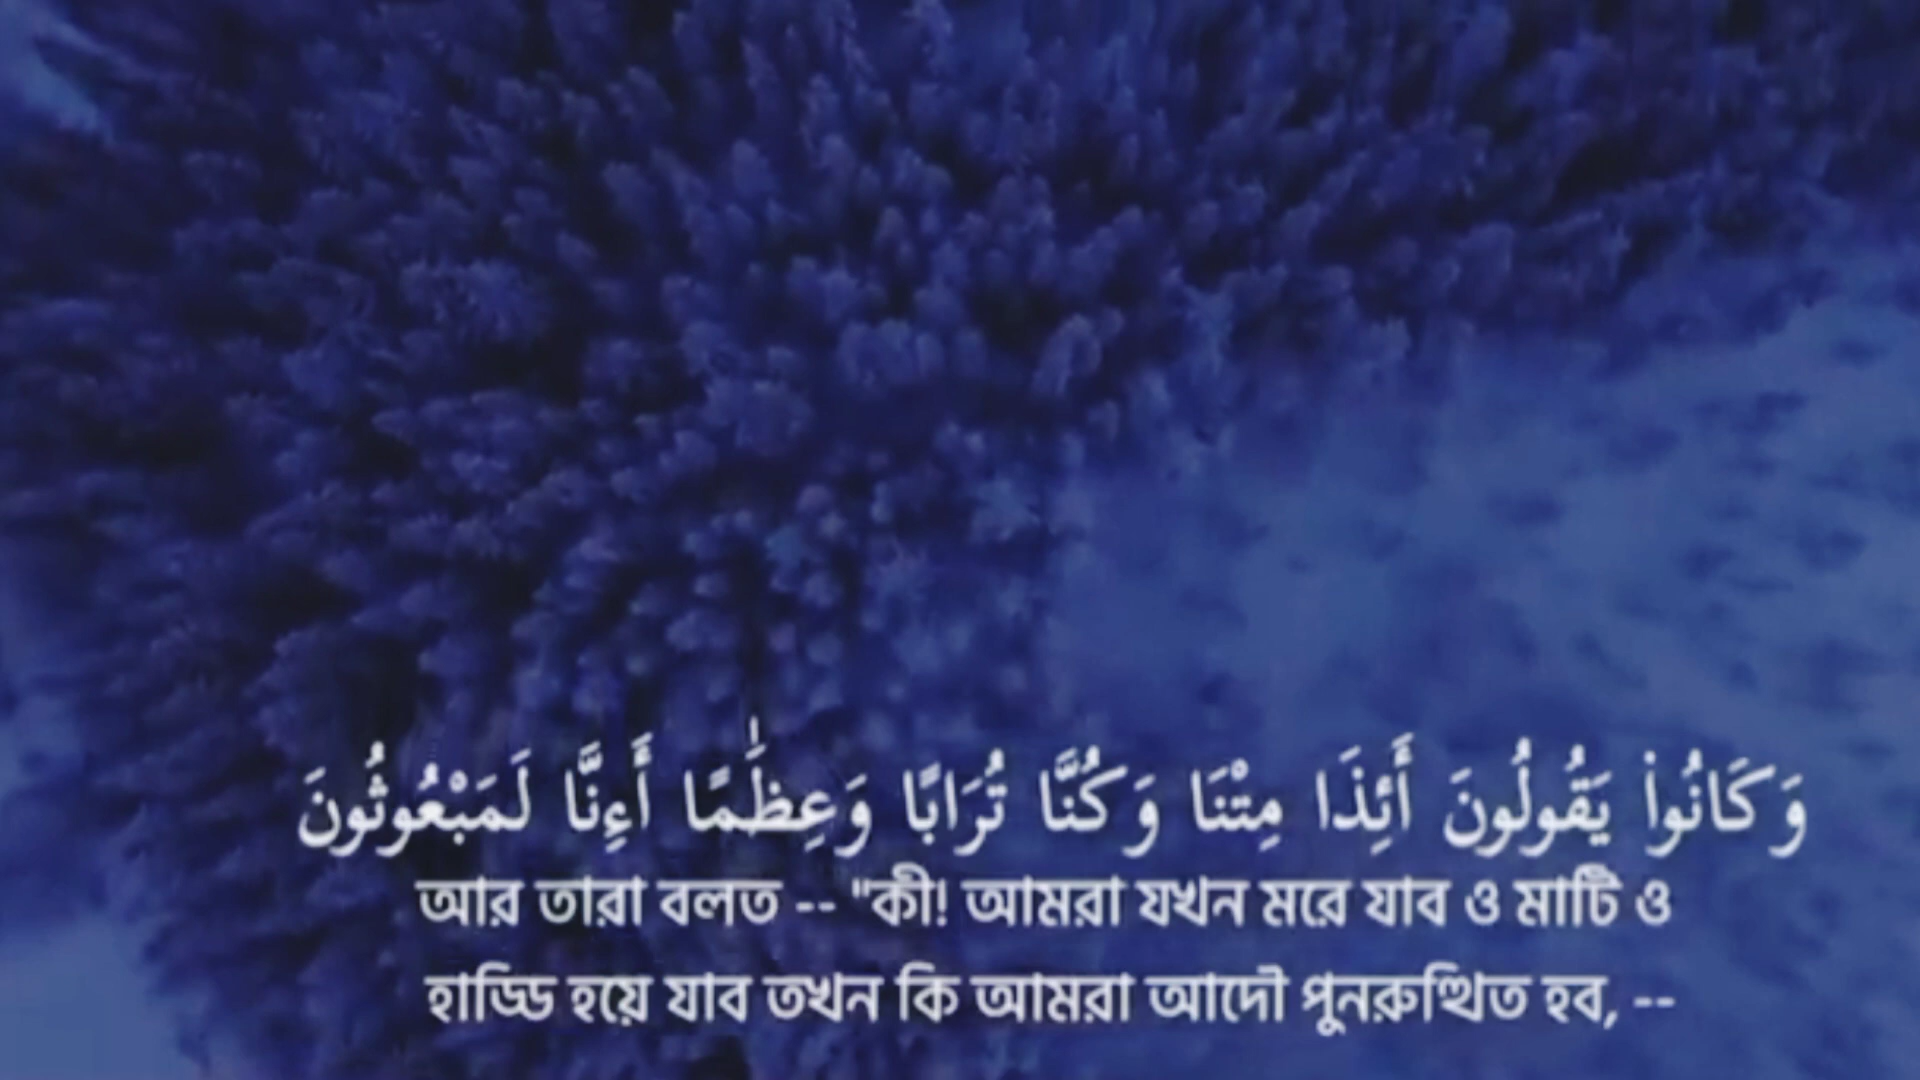 وَكَانُوا۟ يَقُولُونَ أَئِذَا مِتْنَا وَكُنَّا تُرَابًا وَعِظَٰمًا أَءِنَّا لَمَبْعُوثُونَ
আর তারা বলত -- "কী! আমরা যখন মরে যাব ও মাটি ও
হাড্ডি হয়ে যাব তখন কি আমরা আদৌ পুনরুত্থিত হব, --